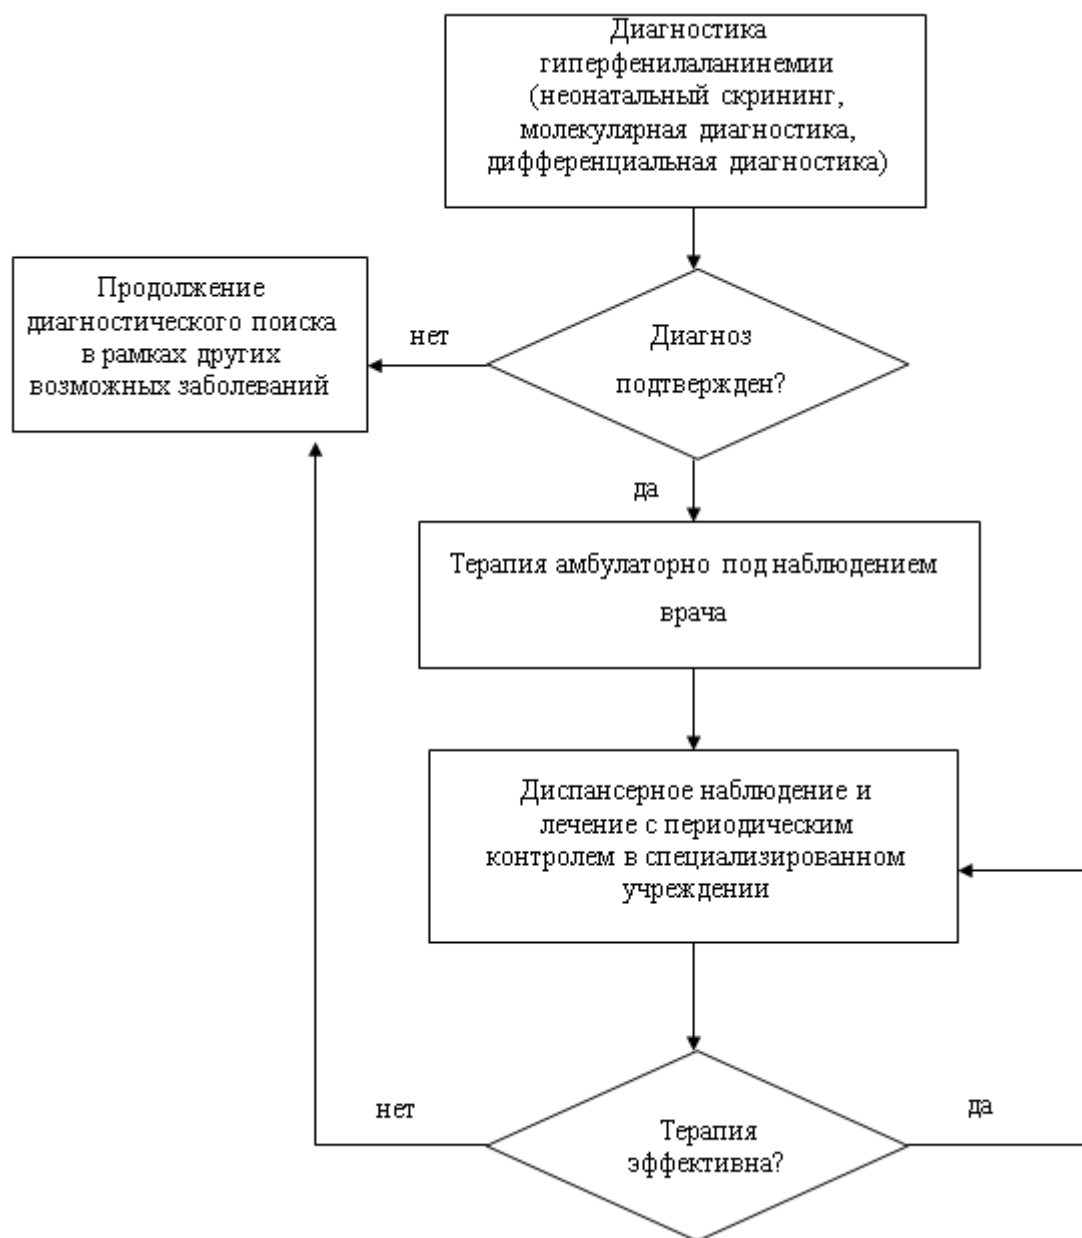 Диагностика
гиперфенилаланинемии
(неонатальный скрининг,
молекулярная диагностика,
дифференциальная диагностика)
Продолжение
диагностического поиска
в рамках других
возможных заболеваний
нет
Диагноз
подтвержден?
да
Терапия амбулаторно под наблюдением
врача
Диспансерное наблюдение и
лечение с периодическим
контролем в специализированном
учреждении
нет
да
Терапия
эффективна?